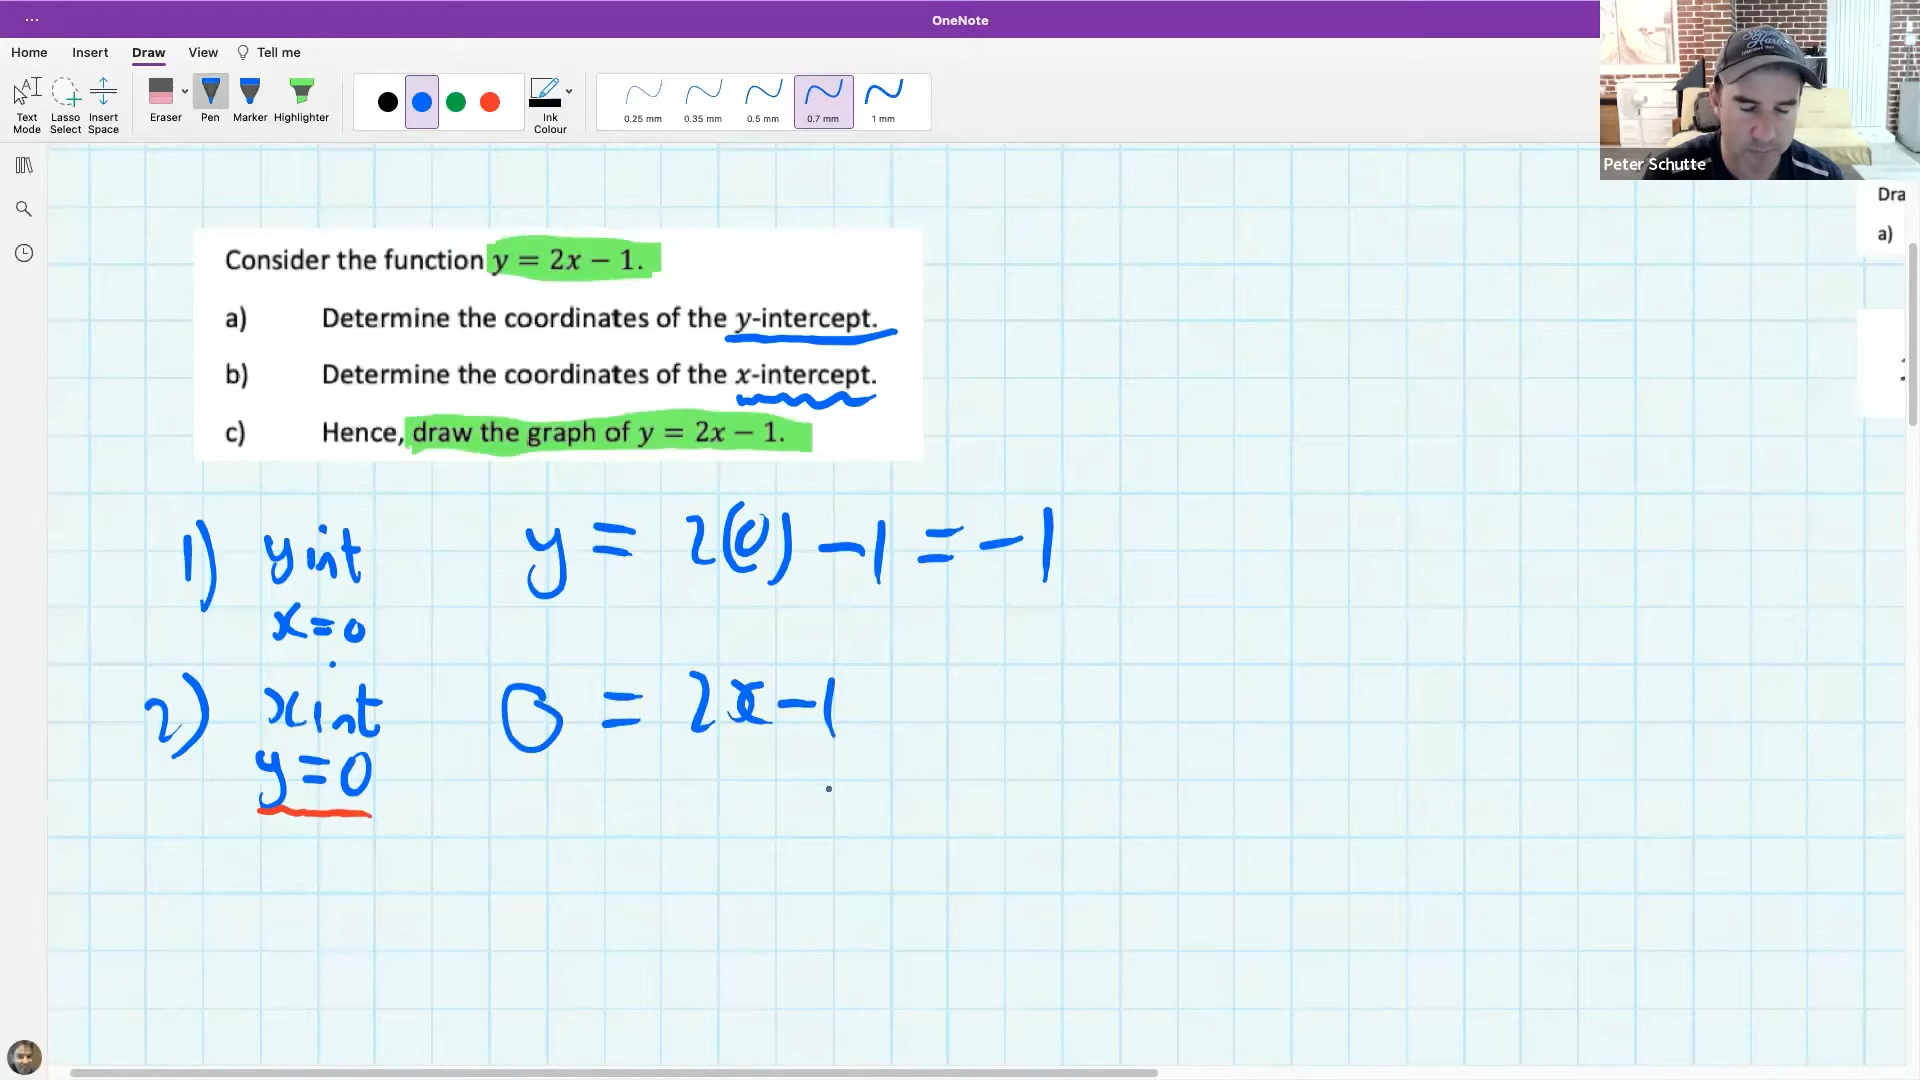 OneNote
Home Insert Draw View Tell me
Text Mode
Lasso Select
Insert Space
Eraser
Pen
Marker
Highlighter
Ink Colour
0.25 mm 0.35 mm 0.5 mm 0.7 mm 1 mm
Peter Schutte
Dra
a)
Consider the function y = 2x − 1.
a) Determine the coordinates of the y-intercept.
b) Determine the coordinates of the x-intercept.
c) Hence, draw the graph of y = 2x − 1.
1) y int y = 2(0) − 1 = −1
x = 0
2) x int 0 = 2x − 1
y = 0